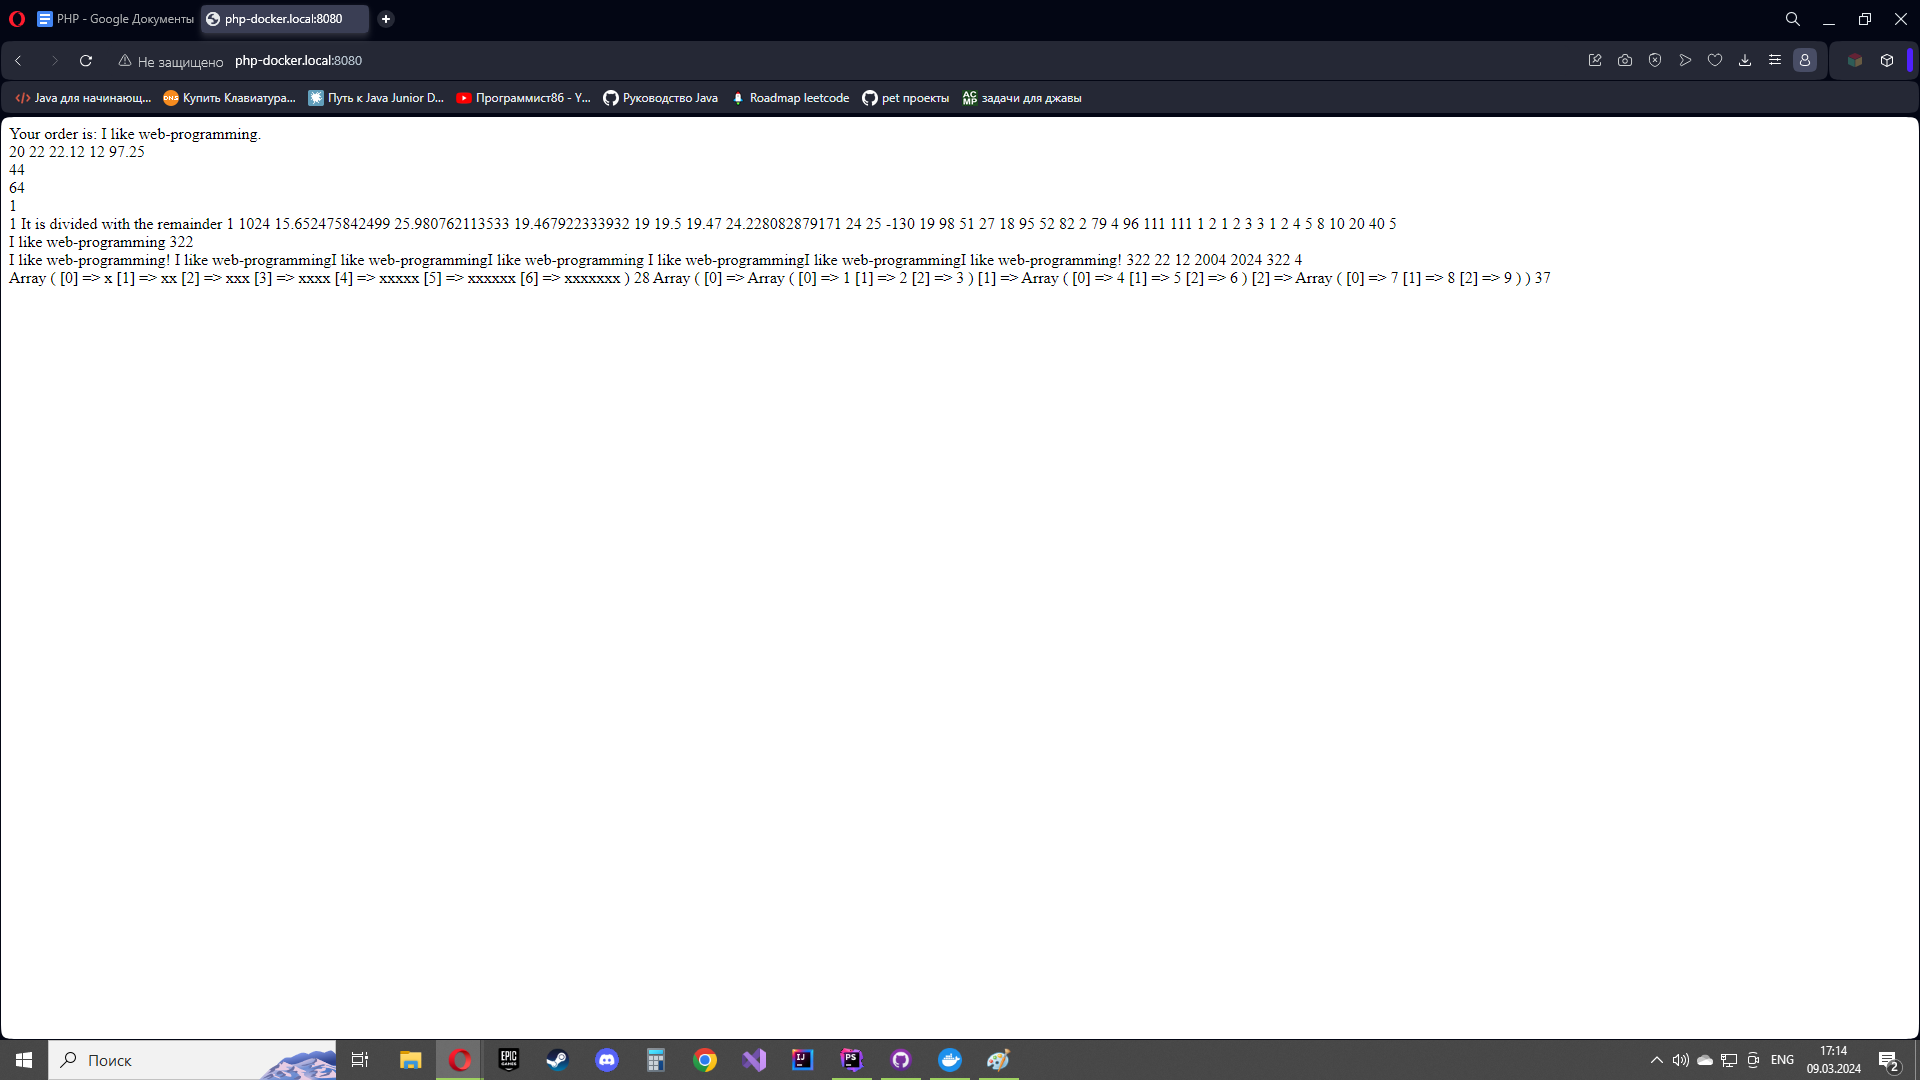 PHP - Google Документы
php-docker.local:8080
Не защищено php-docker.local:8080
Java для начинающ...
Купить Клавиатура...
Путь к Java Junior D...
Программист86 - Y...
Руководство Java
Roadmap leetcode
pet проекты
задачи для джавы
Your order is: I like web-programming.
20 22 22.12 12 97.25
44
64
1
1 It is divided with the remainder 1 1024 15.652475842499 25.980762113533 19.467922333932 19 19.5 19.47 24.228082879171 24 25 -130 19 98 51 27 18 95 52 82 2 79 4 96 111 111 1 2 1 2 3 3 1 2 4 5 8 10 20 40 5
I like web-programming 322
I like web-programming! I like web-programmingI like web-programmingI like web-programming I like web-programmingI like web-programmingI like web-programming! 322 22 12 2004 2024 322 4
Array ( [0] => x [1] => xx [2] => xxx [3] => xxxx [4] => xxxxx [5] => xxxxxx [6] => xxxxxxx ) 28 Array ( [0] => Array ( [0] => 1 [1] => 2 [2] => 3 ) [1] => Array ( [0] => 4 [1] => 5 [2] => 6 ) [2] => Array ( [0] => 7 [1] => 8 [2] => 9 ) ) 37
Поиск
ENG
17:14
09.03.2024
2